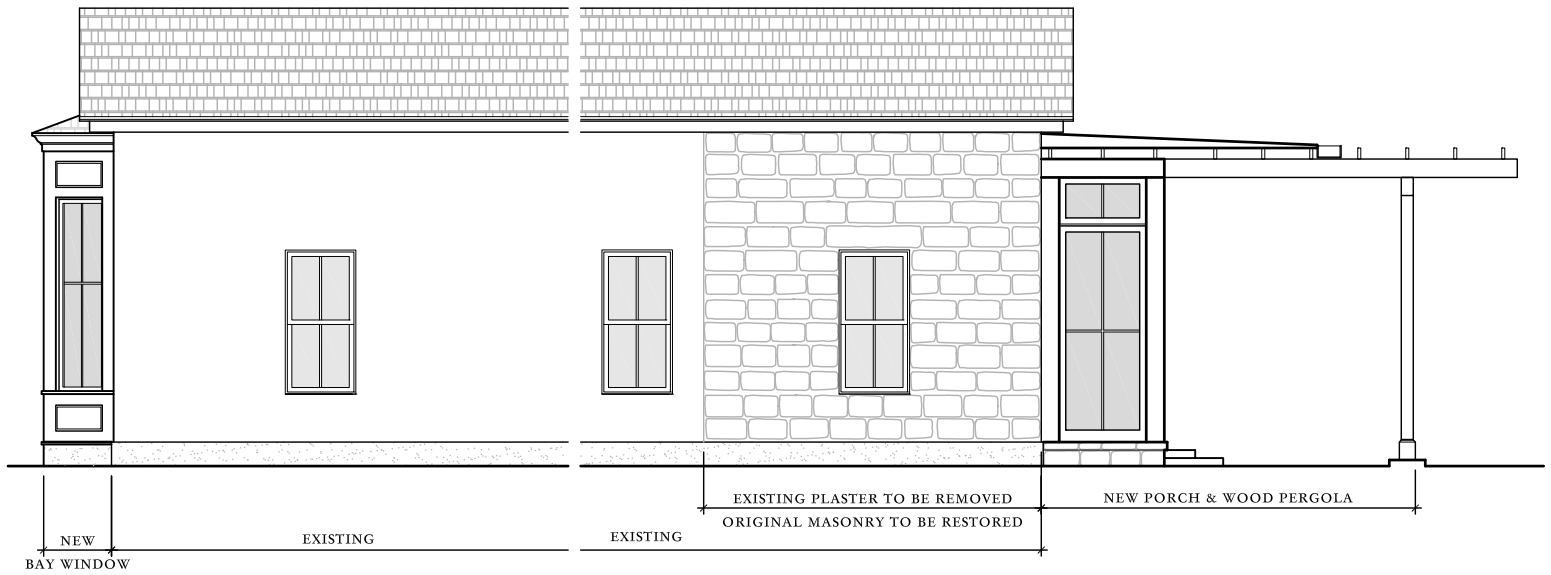 EXISTING PLASTER TO BE REMOVED
ORIGINAL MASONRY TO BE RESTORED
NEW PORCH & WOOD PERGOLA
NEW
BAY WINDOW
EXISTING
EXISTING